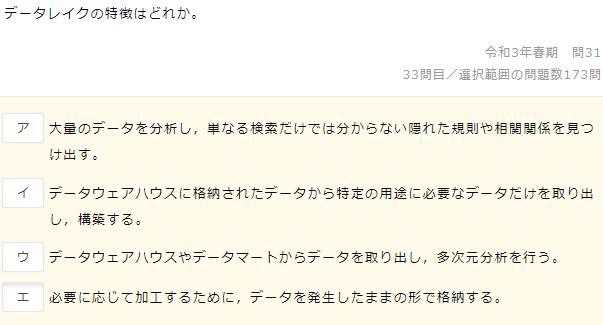 データレイクの特徴はどれか。
令和3年春期　問31
33問目／選択範囲の問題数173問
ア 大量のデータを分析し，単なる検索だけでは分からない隠れた規則や相関関係を見つ
け出す。
イ データウェアハウスに格納されたデータから特定の用途に必要なデータだけを取り出
し，構築する。
ウ データウェアハウスやデータマートからデータを取り出し，多次元分析を行う。
エ 必要に応じて加工するために，データを発生したままの形で格納する。